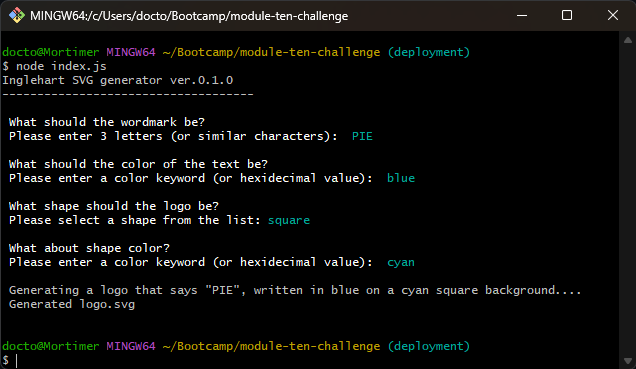 MINGW64:/c/Users/docto/Bootcamp/module-ten-challenge
docto@Mortimer MINGW64 ~/Bootcamp/module-ten-challenge (deployment)
$ node index.js
Inglehart SVG generator ver.0.1.0
------------------------------------
What should the wordmark be?
Please enter 3 letters (or similar characters):  PIE
What should the color of the text be?
Please enter a color keyword (or hexidecimal value):  blue
What shape should the logo be?
Please select a shape from the list: square
What about shape color?
Please enter a color keyword (or hexidecimal value):  cyan
Generating a logo that says "PIE", written in blue on a cyan square background....
Generated logo.svg
docto@Mortimer MINGW64 ~/Bootcamp/module-ten-challenge (deployment)
$